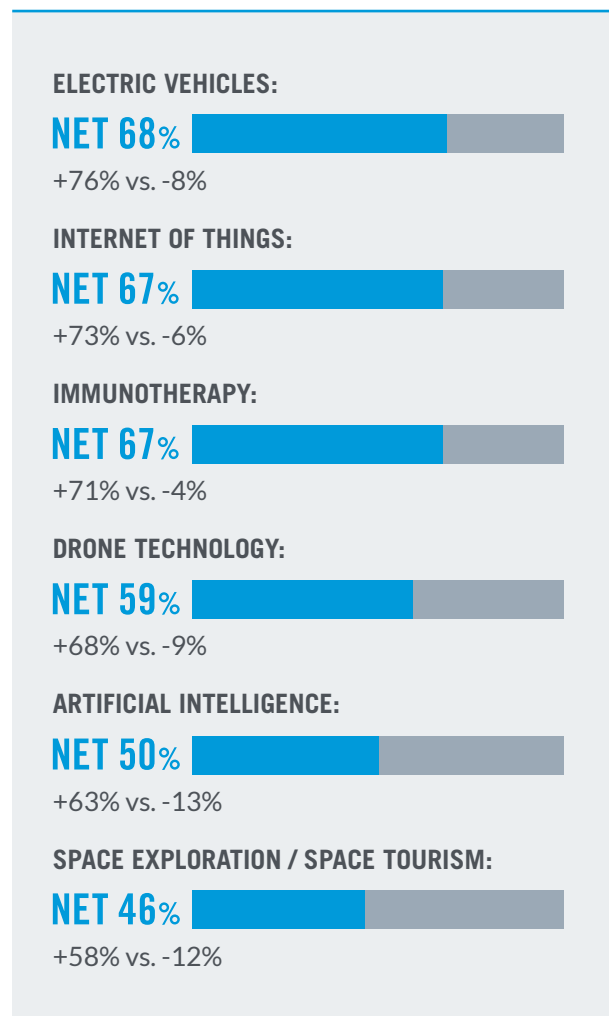 ELECTRIC VEHICLES:
NET 68%
+76% vs. -8%
INTERNET OF THINGS:
NET 67%
+73% vs. -6%
IMMUNOTHERAPY:
NET 67%
+71% vs. -4%
DRONE TECHNOLOGY:
NET 59%
+68% vs. -9%
ARTIFICIAL INTELLIGENCE:
NET 50%
+63% vs. -13%
SPACE EXPLORATION / SPACE TOURISM:
NET 46%
+58% vs. -12%